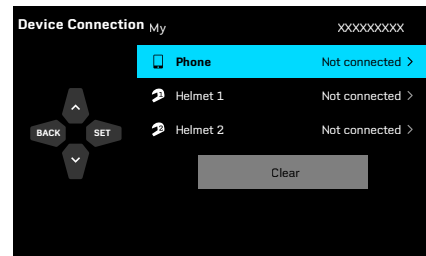 Device Connection My XXXXXXXXX
Phone Not connected
Helmet 1 Not connected
BACK SET
Helmet 2 Not connected
Clear